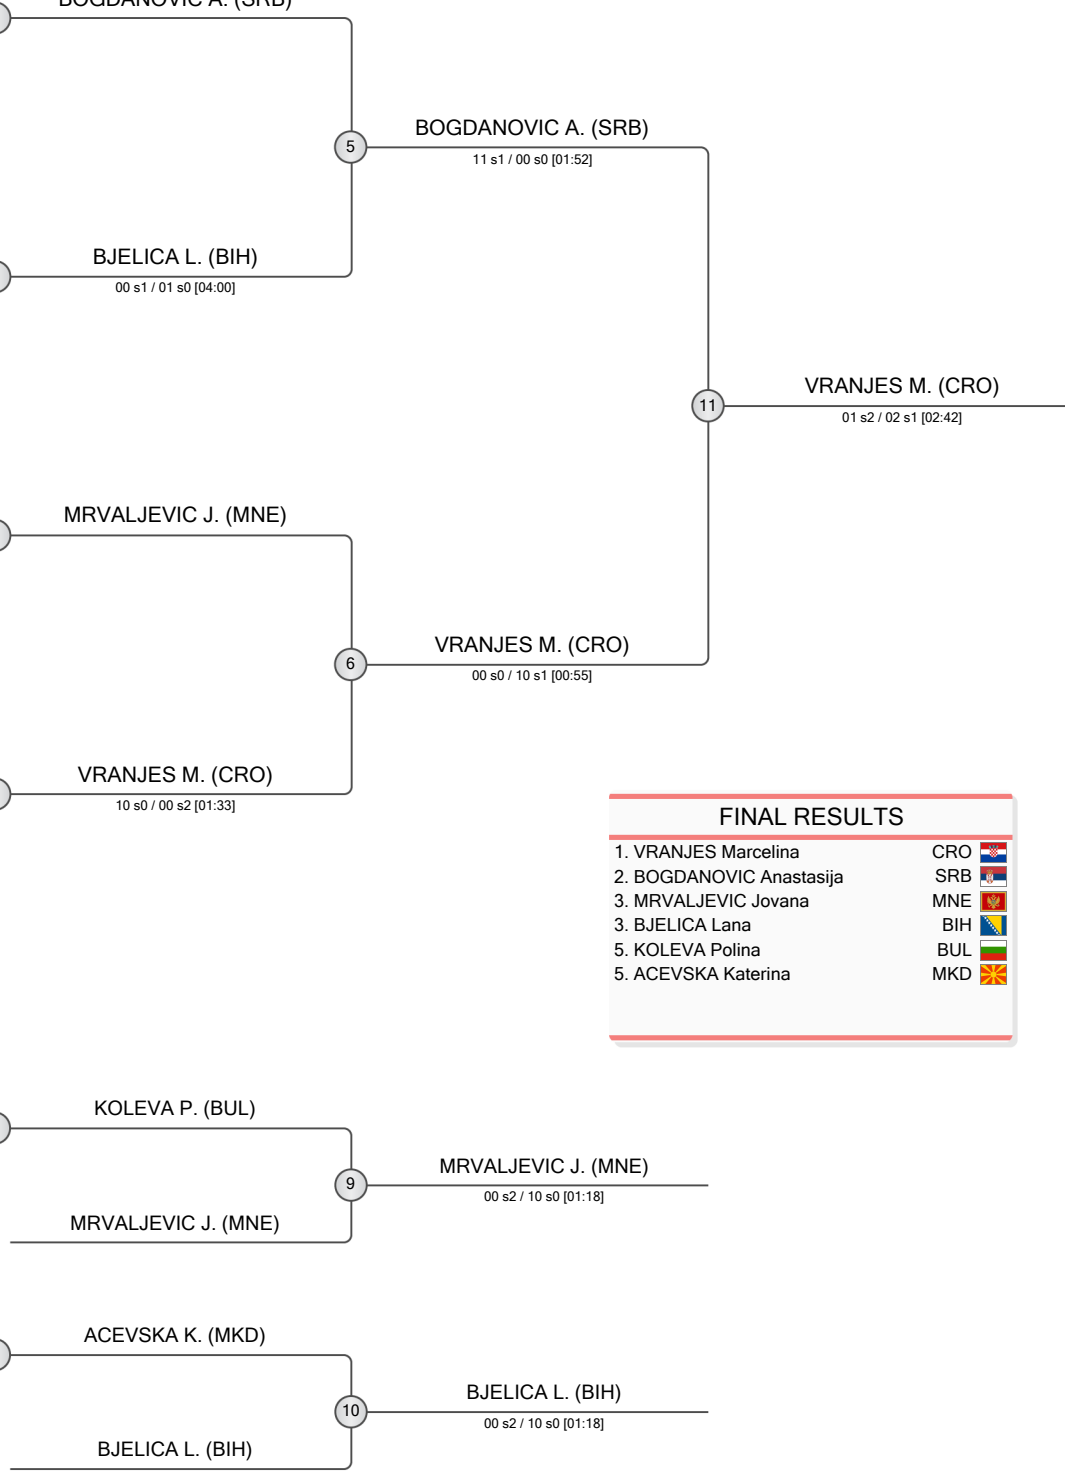 BOGDANOVIC A. (SRB)
5
BOGDANOVIC A. (SRB)
11 s1 / 00 s0 [01:52]
BJELICA L. (BIH)
00 s1 / 01 s0 [04:00]
11
VRANJES M. (CRO)
01 s2 / 02 s1 [02:42]
MRVALJEVIC J. (MNE)
6
VRANJES M. (CRO)
00 s0 / 10 s1 [00:55]
VRANJES M. (CRO)
10 s0 / 00 s2 [01:33]
FINAL RESULTS
1. VRANJES Marcelina CRO
2. BOGDANOVIC Anastasija SRB
3. MRVALJEVIC Jovana MNE
3. BJELICA Lana BIH
5. KOLEVA Polina BUL
5. ACEVSKA Katerina MKD
KOLEVA P. (BUL)
9
MRVALJEVIC J. (MNE)
00 s2 / 10 s0 [01:18]
MRVALJEVIC J. (MNE)
ACEVSKA K. (MKD)
10
BJELICA L. (BIH)
00 s2 / 10 s0 [01:18]
BJELICA L. (BIH)